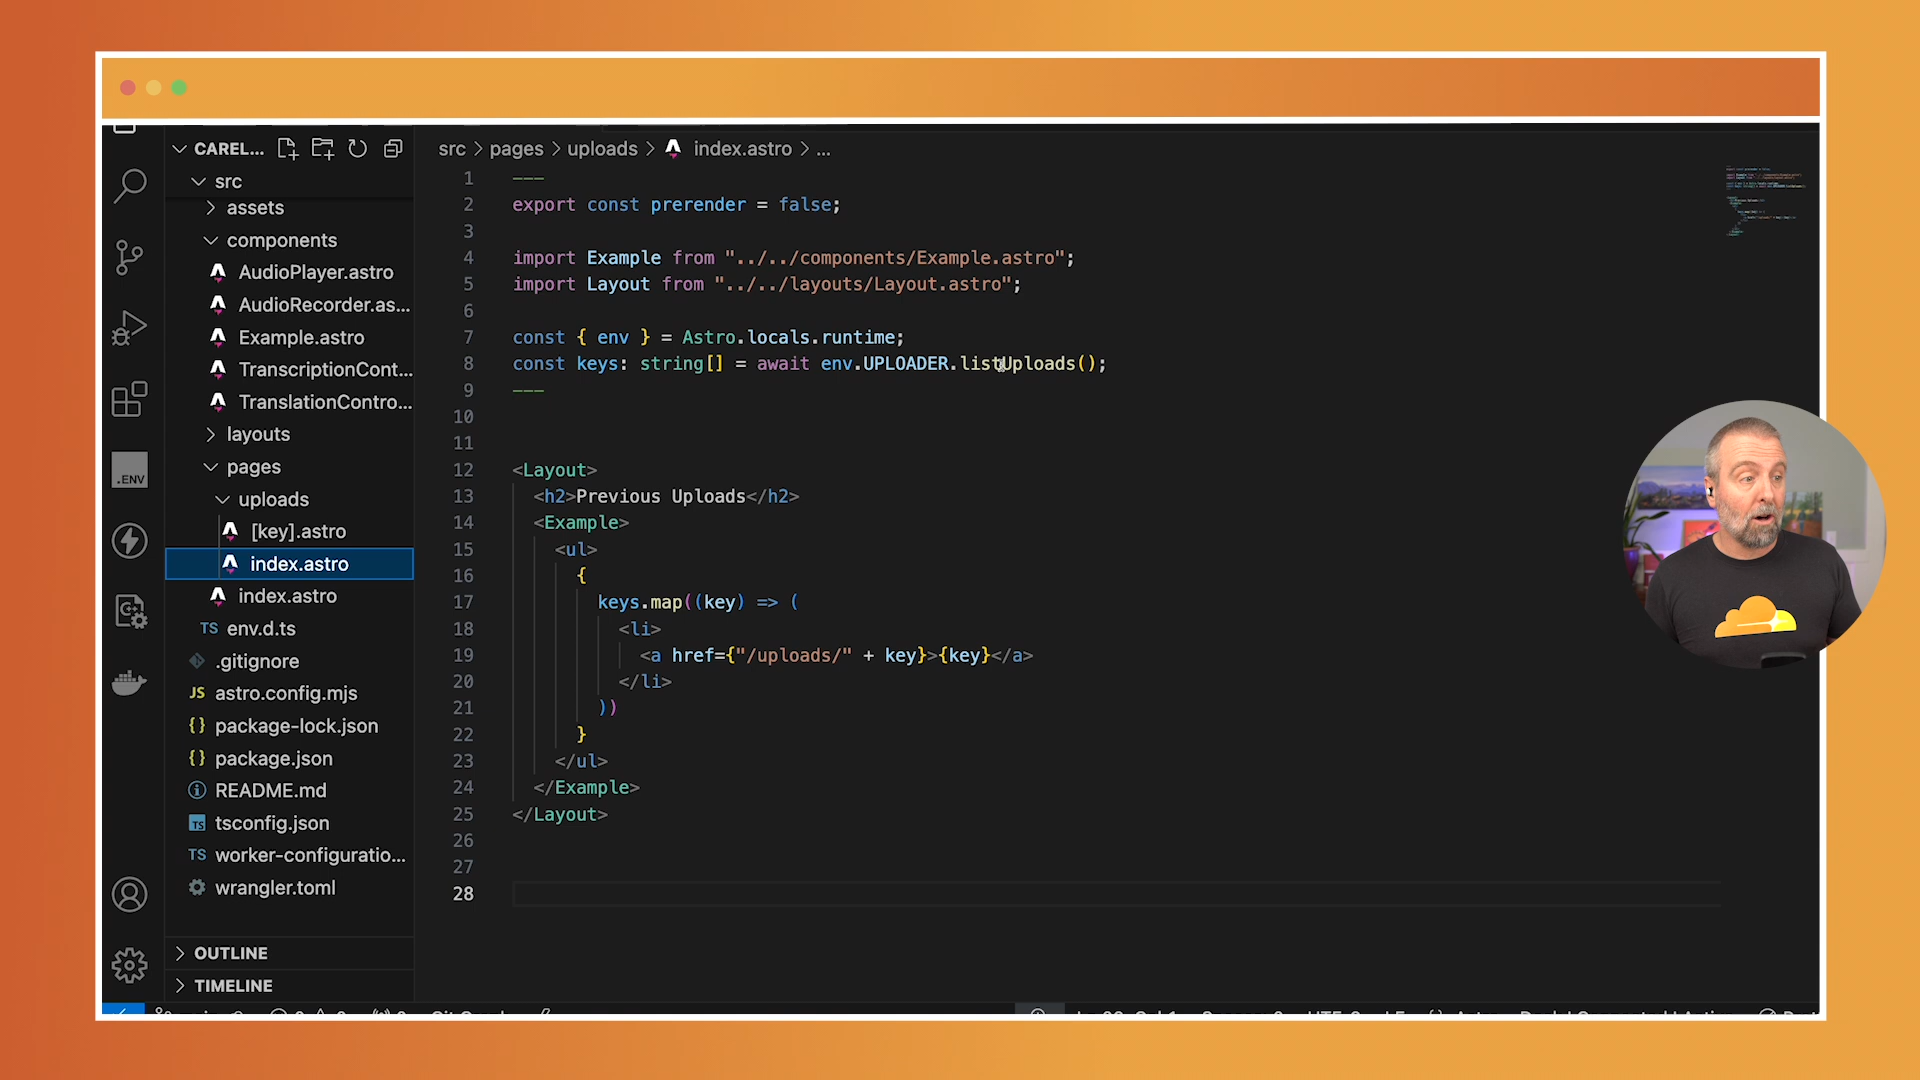 CAREL...
src
assets
components
AudioPlayer.astro
AudioRecorder.as...
Example.astro
TranscriptionCont...
TranslationContro...
layouts
pages
uploads
[key].astro
index.astro
index.astro
TS env.d.ts
.gitignore
JS astro.config.mjs
{} package-lock.json
{} package.json
README.md
TS tsconfig.json
TS worker-configuratio...
wrangler.toml
OUTLINE
TIMELINE
.ENV
src > pages > uploads > index.astro > ...
1 ---
2 export const prerender = false;
3
4 import Example from "../../components/Example.astro";
5 import Layout from "../../layouts/Layout.astro";
6
7 const { env } = Astro.locals.runtime;
8 const keys: string[] = await env.UPLOADER.listUploads();
9 ---
10
11
12 <Layout>
13 <h2>Previous Uploads</h2>
14 <Example>
15 <ul>
16 {
17 keys.map((key) => (
18 <li>
19 <a href={"/uploads/" + key}>{key}</a>
20 </li>
21 ))
22 }
23 </ul>
24 </Example>
25 </Layout>
26
27
28